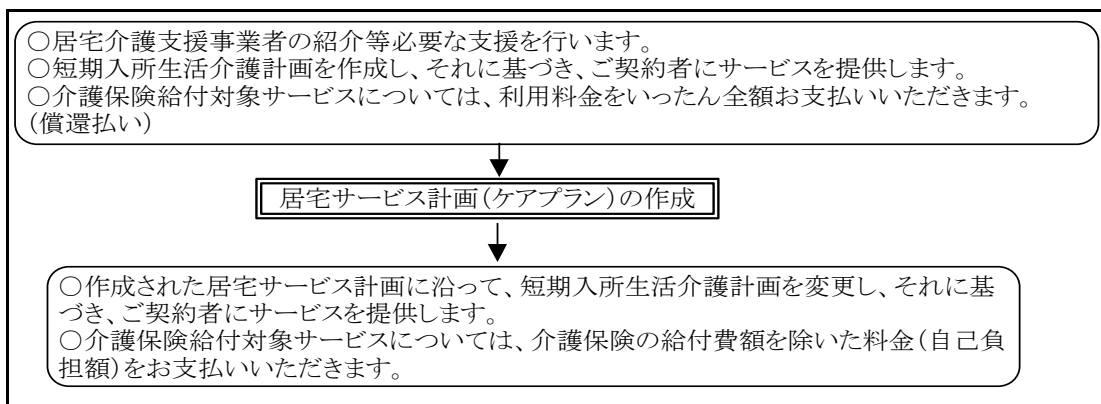 ○居宅介護支援事業者の紹介等必要な支援を行います。
○短期入所生活介護計画を作成し、それに基づき、ご契約者にサービスを提供します。
○介護保険給付対象サービスについては、利用料金をいったん全額お支払いいただきます。
(償還払い)
居宅サービス計画(ケアプラン)の作成
○作成された居宅サービス計画に沿って、短期入所生活介護計画を変更し、それに基
づき、ご契約者にサービスを提供します。
○介護保険給付対象サービスについては、介護保険の給付費額を除いた料金(自己負
担額)をお支払いいただきます。